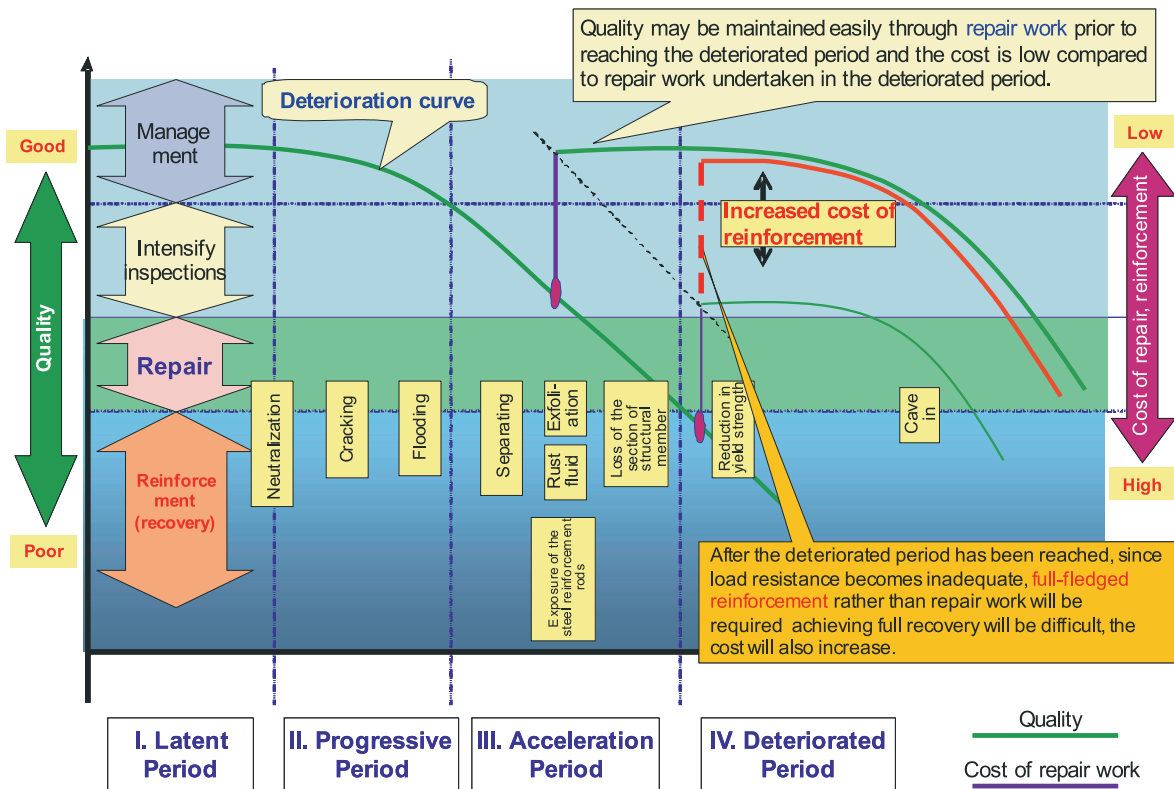 Quality may be maintained easily through repair work prior to
reaching the deteriorated period and the cost is low compared
to repair work undertaken in the deteriorated period.
Deterioration curve
Good
Quality
Poor
Manage
ment
Intensify
inspections
Repair
Reinforce
ment
(recovery)
Low
Cost of repair, reinforcement
High
Increased cost of
reinforcement
Neutralization
Cracking
Flooding
Separating
Exfoli-
ation
Rust
fluid
Exposure of the
steel reinforcement
rods
Loss of the
section of
structural
member
Reduction in
yield strength
Cave
in
After the deteriorated period has been reached, since
load resistance becomes inadequate, full-fledged
reinforcement rather than repair work will be
required achieving full recovery will be difficult, the
cost will also increase.
I. Latent
Period
II. Progressive
Period
III. Acceleration
Period
IV. Deteriorated
Period
Quality
Cost of repair work